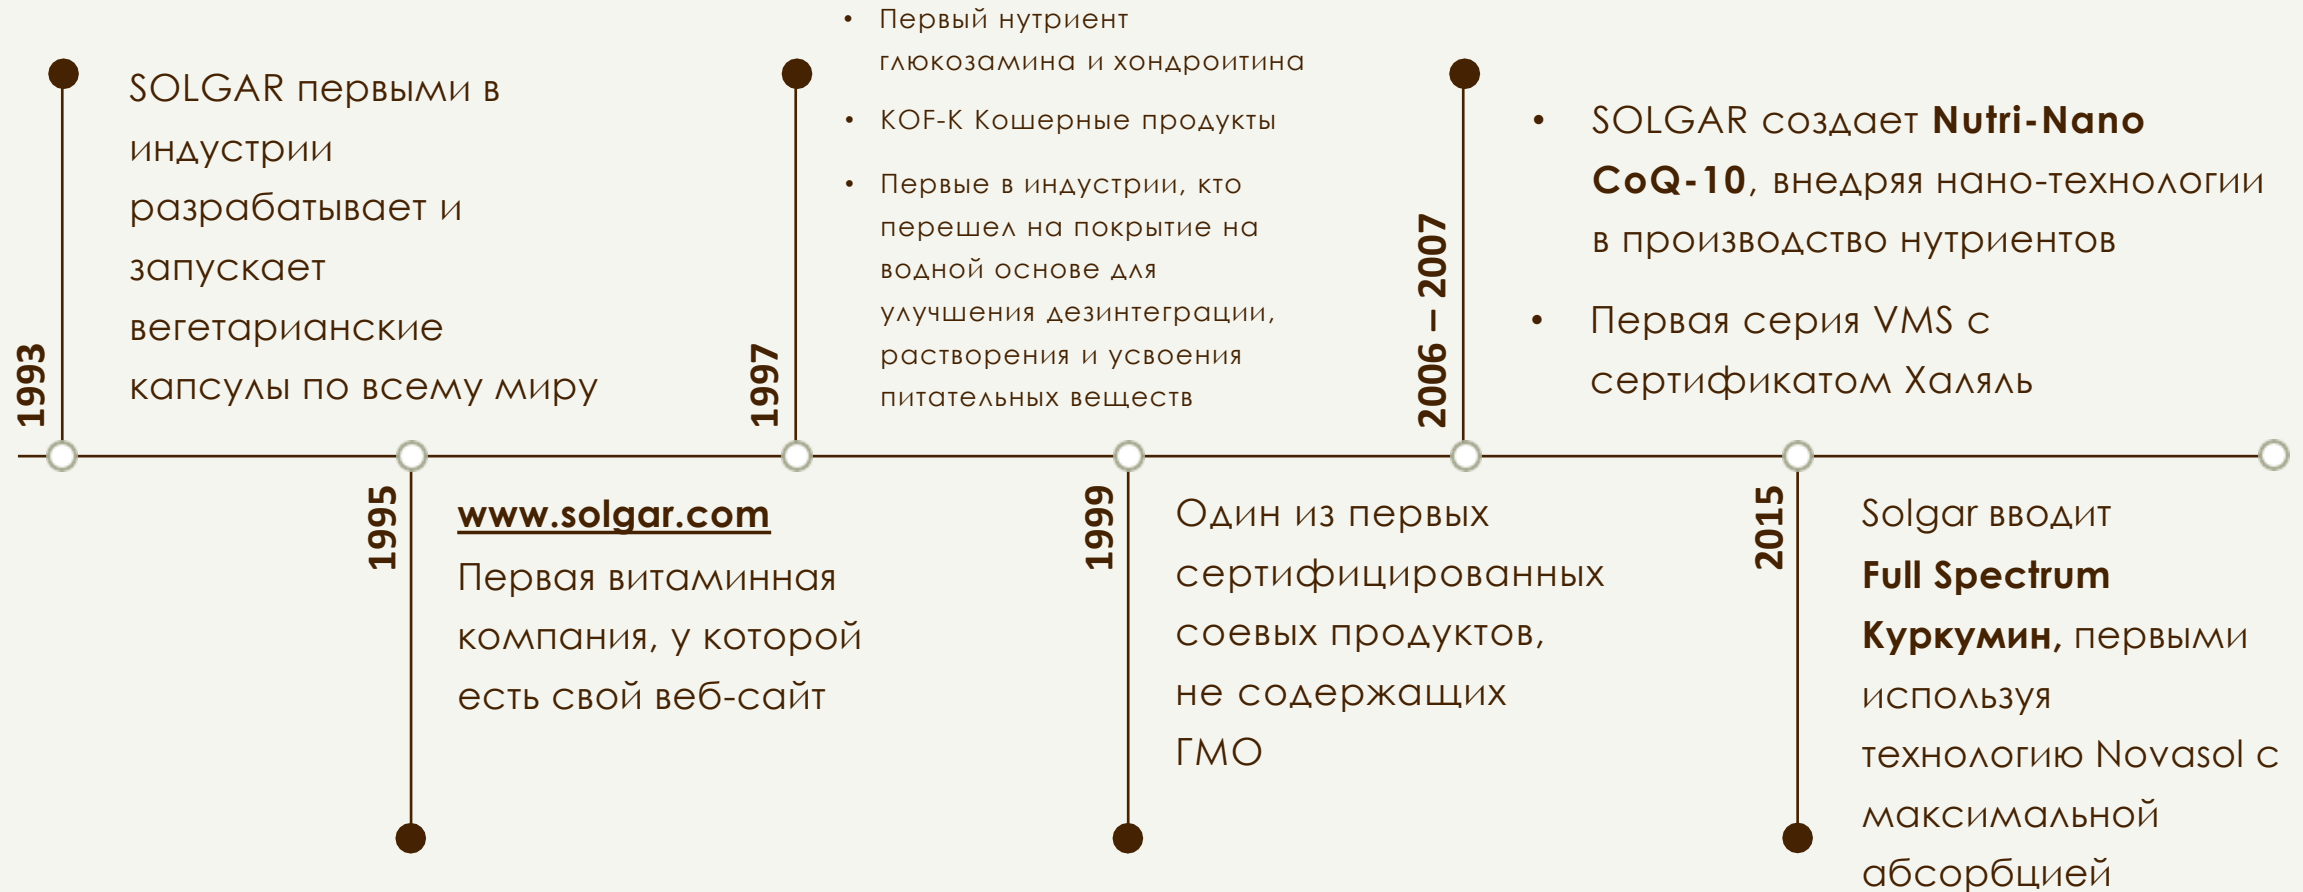 1993
SOLGAR первыми в
индустрии
разрабатывает и
запускает
вегетарианские
капсулы по всему миру
1995
www.solgar.com
Первая витаминная
компания, у которой
есть свой веб-сайт
1997
• Первый нутриент
глюкозамина и хондроитина
• KOF-K Кошерные продукты
• Первые в индустрии, кто
перешел на покрытие на
водной основе для
улучшения дезинтеграции,
растворения и усвоения
питательных веществ
1999
Один из первых
сертифицированных
соевых продуктов,
не содержащих
ГМО
2006 – 2007
• SOLGAR создает Nutri-Nano
CoQ-10, внедряя нано-технологии
в производство нутриентов
• Первая серия VMS с
сертификатом Халяль
2015
Solgar вводит
Full Spectrum
Куркумин, первыми
используя
технологию Novasol с
максимальной
абсорбцией